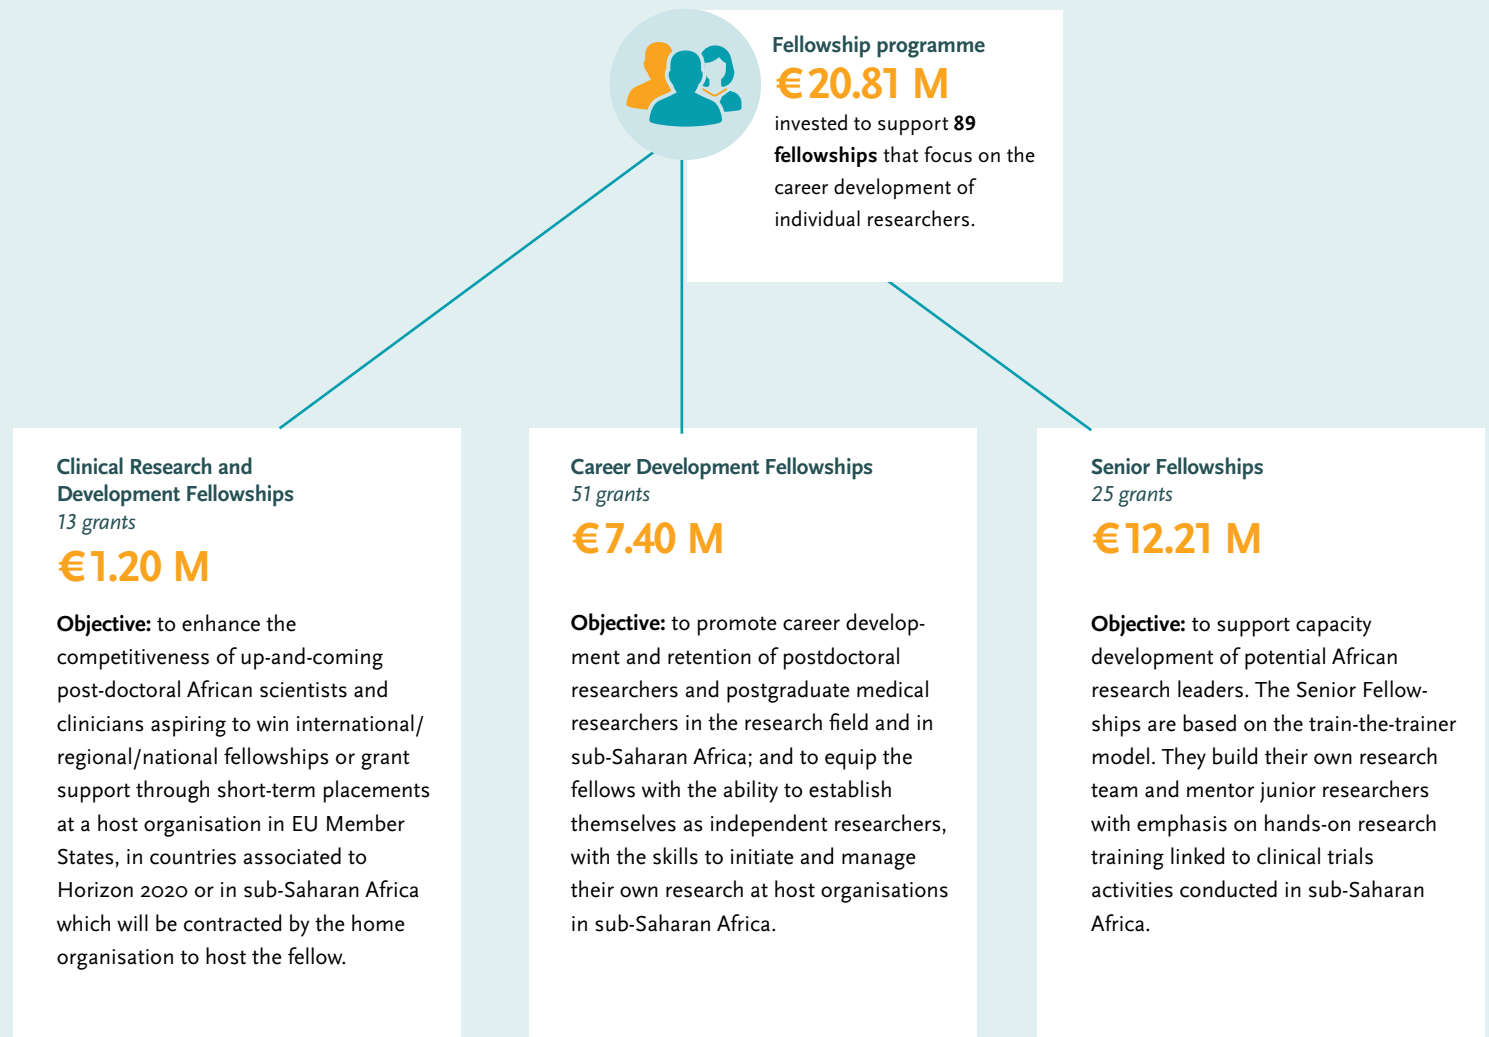 Fellowship programme
€20.81 M
invested to support 89
fellowships that focus on the
career development of
individual researchers.
Clinical Research and
Development Fellowships
13 grants
€1.20 M
Objective: to enhance the
competitiveness of up-and-coming
post-doctoral African scientists and
clinicians aspiring to win international/
regional/national fellowships or grant
support through short-term placements
at a host organisation in EU Member
States, in countries associated to
Horizon 2020 or in sub-Saharan Africa
which will be contracted by the home
organisation to host the fellow.
Career Development Fellowships
51 grants
€7.40 M
Objective: to promote career develop-
ment and retention of postdoctoral
researchers and postgraduate medical
researchers in the research field and in
sub-Saharan Africa; and to equip the
fellows with the ability to establish
themselves as independent researchers,
with the skills to initiate and manage
their own research at host organisations
in sub-Saharan Africa.
Senior Fellowships
25 grants
€12.21 M
Objective: to support capacity
development of potential African
research leaders. The Senior Fellow-
ships are based on the train-the-trainer
model. They build their own research
team and mentor junior researchers
with emphasis on hands-on research
training linked to clinical trials
activities conducted in sub-Saharan
Africa.